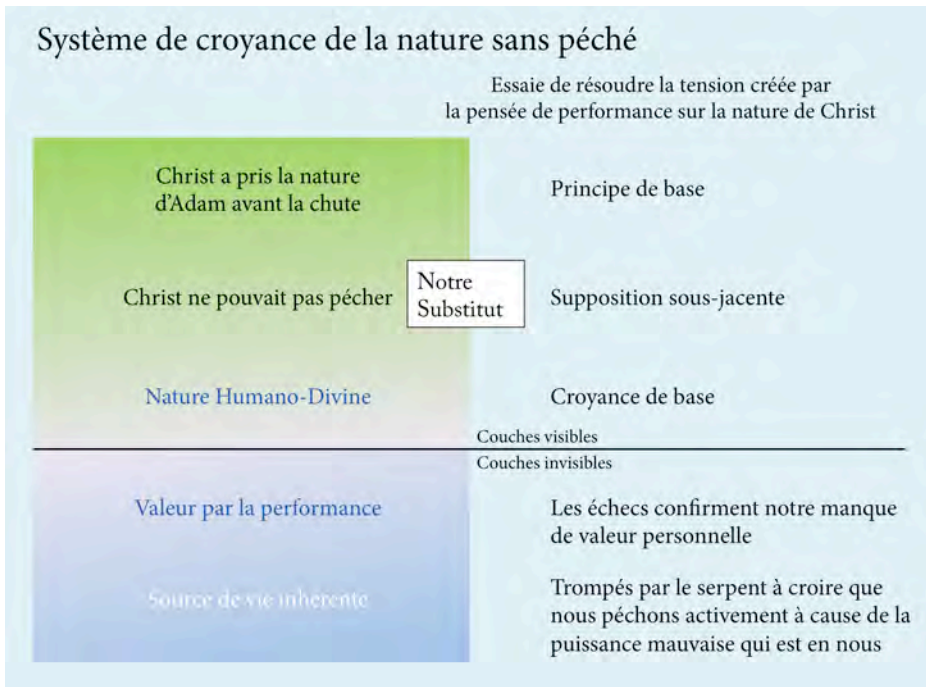 Système de croyance de la nature sans péché
Essaie de résoudre la tension créée par
la pensée de performance sur la nature de Christ
Christ a pris la nature
d'Adam avant la chute
Principe de base
Christ ne pouvait pas pécher
Notre
Substitut
Supposition sous-jacente
Nature Humano-Divine
Croyance de base
Couches visibles
Couches invisibles
Valeur par la performance
Les échecs confirment notre manque
de valeur personnelle
Source de vie inhérente
Trompés par le serpent à croire que
nous péchons activement à cause de la
puissance mauvaise qui est en nous